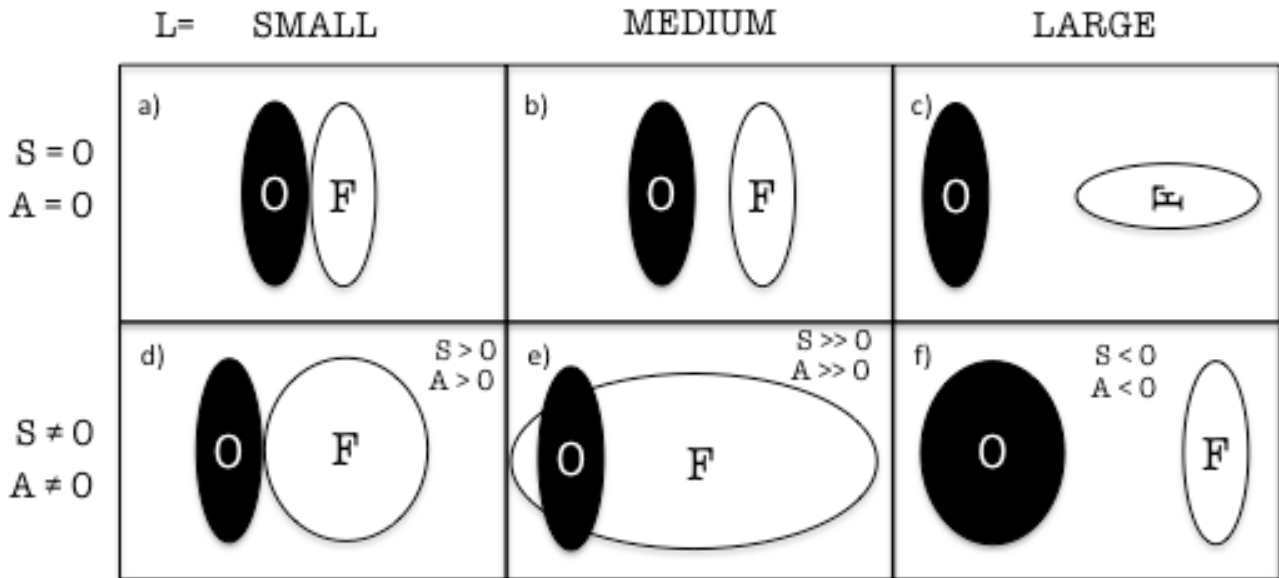 L= SMALL MEDIUM LARGE
a) b) c)
S = 0
A = 0
O F O F O F
d) S > 0 e) S >> 0 f) S < 0
A > 0 A >> 0 A < 0
S ≠ 0
A ≠ 0
O F O F O F